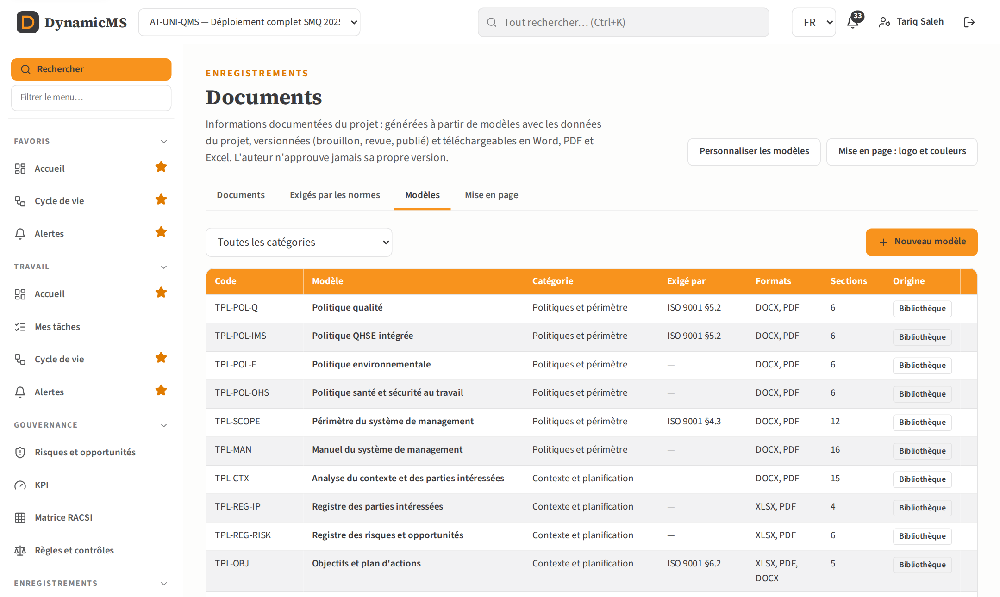 DynamicMS
AT-UNI-QMS — Déploiement complet SMQ 2025
Tout rechercher… (Ctrl+K)
FR
33
Tariq Saleh
Rechercher
Filtrer le menu…
FAVORIS
Accueil
Cycle de vie
Alertes
TRAVAIL
Accueil
Mes tâches
Cycle de vie
Alertes
GOUVERNANCE
Risques et opportunités
KPI
Matrice RACSI
Règles et contrôles
ENREGISTREMENTS
ENREGISTREMENTS
Documents
Informations documentées du projet : générées à partir de modèles avec les données
du projet, versionnées (brouillon, revue, publié) et téléchargeables en Word, PDF et
Excel. L'auteur n'approuve jamais sa propre version.
Personnaliser les modèles
Mise en page : logo et couleurs
Documents Exigés par les normes Modèles Mise en page
Toutes les catégories
Nouveau modèle
Code Modèle Catégorie Exigé par Formats Sections Origine
TPL-POL-Q Politique qualité Politiques et périmètre ISO 9001 §5.2 DOCX, PDF 6 Bibliothèque
TPL-POL-IMS Politique QHSE intégrée Politiques et périmètre ISO 9001 §5.2 DOCX, PDF 6 Bibliothèque
TPL-POL-E Politique environnementale Politiques et périmètre — DOCX, PDF 6 Bibliothèque
TPL-POL-OHS Politique santé et sécurité au travail Politiques et périmètre — DOCX, PDF 6 Bibliothèque
TPL-SCOPE Périmètre du système de management Politiques et périmètre ISO 9001 §4.3 DOCX, PDF 12 Bibliothèque
TPL-MAN Manuel du système de management Politiques et périmètre — DOCX, PDF 16 Bibliothèque
TPL-CTX Analyse du contexte et des parties intéressées Contexte et planification — DOCX, PDF 15 Bibliothèque
TPL-REG-IP Registre des parties intéressées Contexte et planification — XLSX, PDF 4 Bibliothèque
TPL-REG-RISK Registre des risques et opportunités Contexte et planification — XLSX, PDF 6 Bibliothèque
TPL-OBJ Objectifs et plan d'actions Contexte et planification ISO 9001 §6.2 XLSX, PDF, 5 Bibliothèque
DOCX